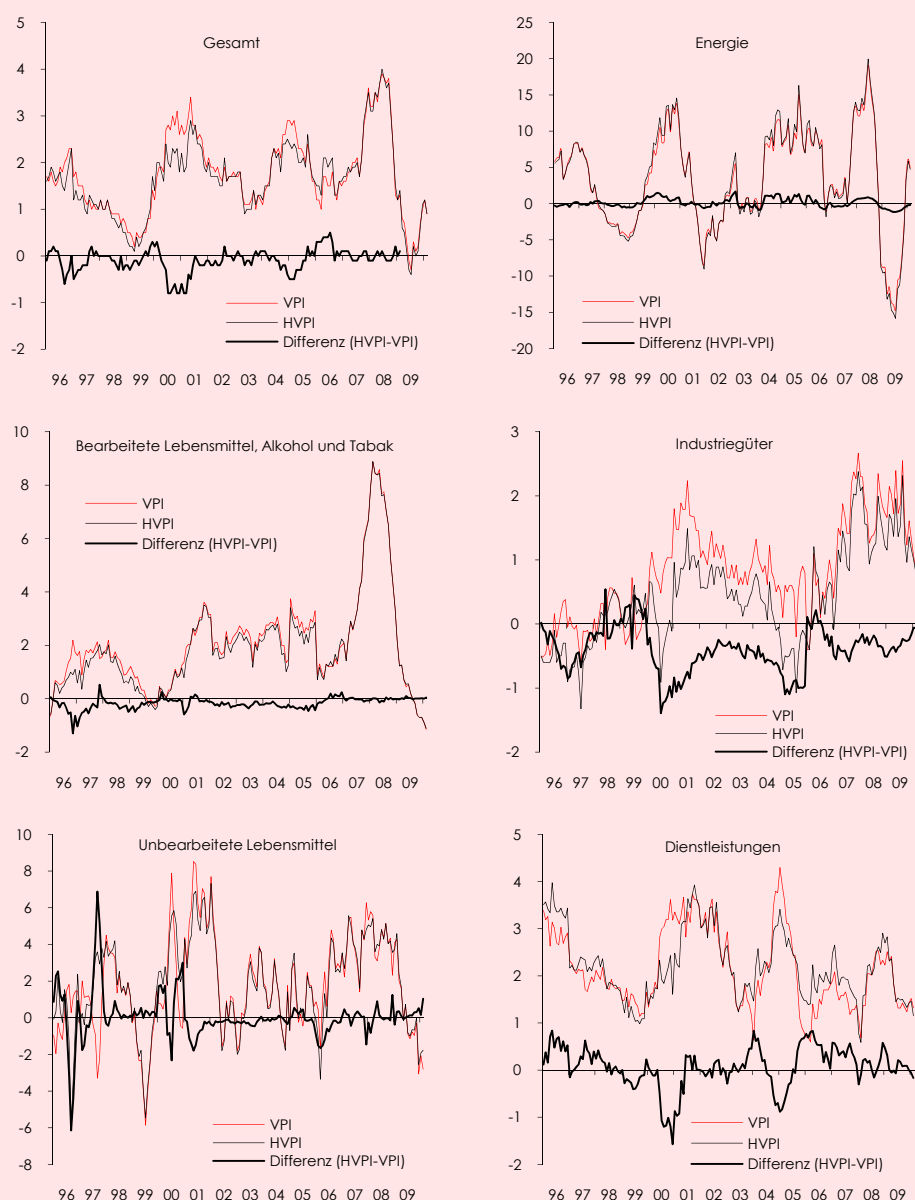 Gesamt
5
4
3
2
1
0
-1
-2
VPI
HVPI
Differenz (HVPI-VPI)
96 97 98 99 00 01 02 03 04 05 06 07 08 09
Energie
25
20
15
10
5
0
-5
-10
-15
-20
VPI
HVPI
Differenz (HVPI-VPI)
96 97 98 99 00 01 02 03 04 05 06 07 08 09
Bearbeitete Lebensmittel, Alkohol und Tabak
10
8
6
4
2
0
-2
VPI
HVPI
Differenz (HVPI-VPI)
96 97 98 99 00 01 02 03 04 05 06 07 08 09
Industriegüter
3
2
1
0
-1
-2
VPI
HVPI
Differenz (HVPI-VPI)
96 97 98 99 00 01 02 03 04 05 06 07 08 09
Unbearbeitete Lebensmittel
10
8
6
4
2
0
-2
-4
-6
-8
VPI
HVPI
Differenz (HVPI-VPI)
96 97 98 99 00 01 02 03 04 05 06 07 08 09
Dienstleistungen
5
4
3
2
1
0
-1
-2
VPI
HVPI
Differenz (HVPI-VPI)
96 97 98 99 00 01 02 03 04 05 06 07 08 09